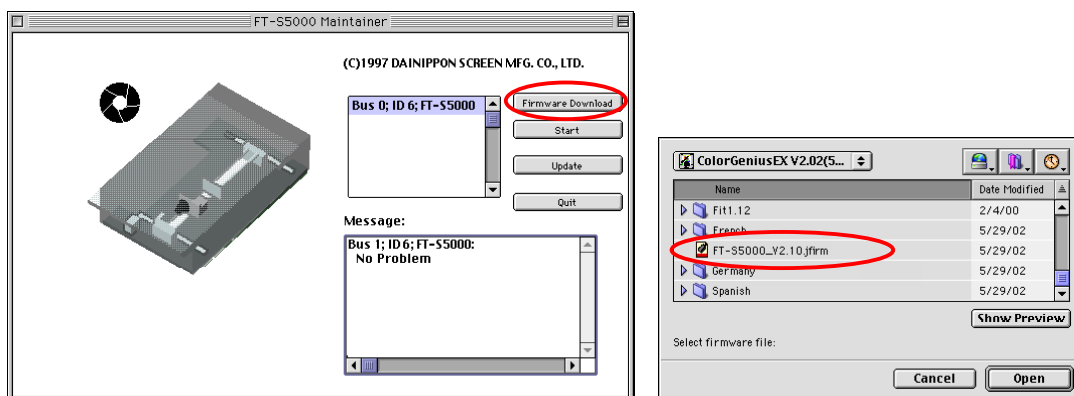 FT-S5000 Maintainer
(C)1997 DAINIPPON SCREEN MFG. CO., LTD.
Bus 0; ID 6; FT-S5000
Firmware Download
Start
Update
Quit
Message:
Bus 1; ID 6; FT-S5000:
No Problem
ColorGeniusEX V2.02(5...
Name Date Modified
Fit1.12 2/4/00
French 5/29/02
FT-S5000_V2.10.jfirm 5/29/02
Germany 5/29/02
Spanish 5/29/02
Show Preview
Select firmware file:
Cancel Open